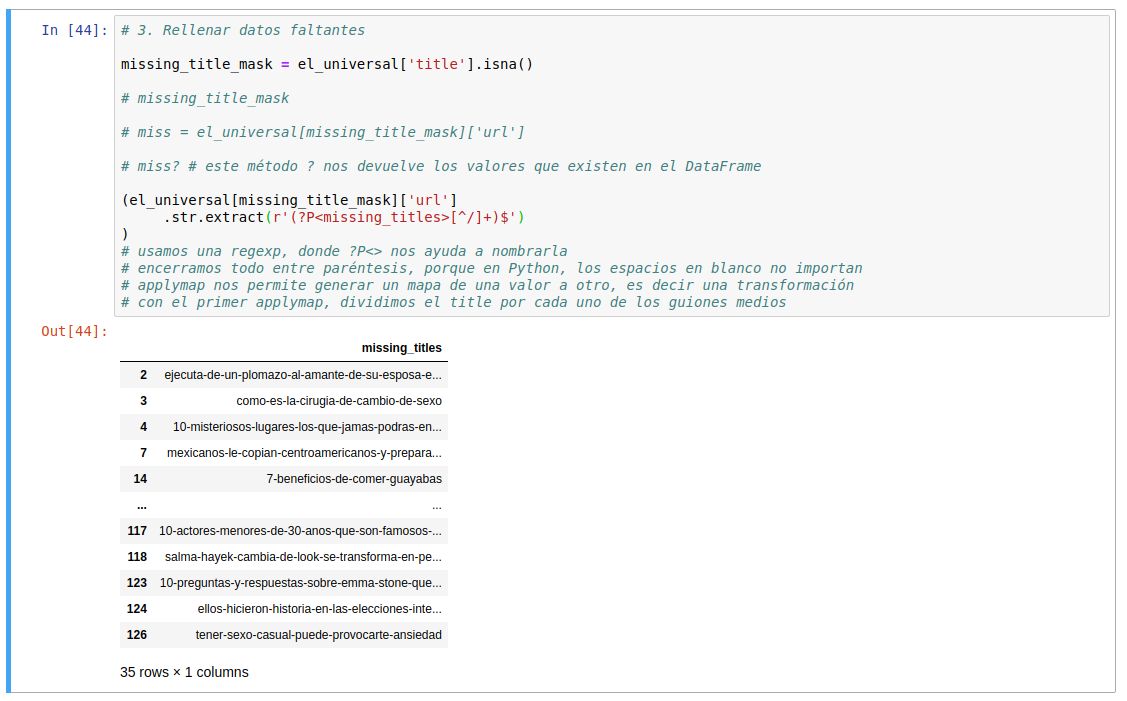 In [44]: # 3. Rellenar datos faltantes
missing_title_mask = el_universal['title'].isna()
# missing_title_mask
# miss = el_universal[missing_title_mask]['url']
# miss? # este método ? nos devuelve los valores que existen en el DataFrame
(el_universal[missing_title_mask]['url']
.str.extract(r'(?P<missing_titles>[^/]+)$')
)
# usamos una regexp, donde ?P<> nos ayuda a nombrarla
# encerramos todo entre paréntesis, porque en Python, los espacios en blanco no importan
# applymap nos permite generar un mapa de una valor a otro, es decir una transformación
# con el primer applymap, dividimos el title por cada uno de los guiones medios
Out[44]:
missing_titles
2 ejecuta-de-un-plomazo-al-amante-de-su-esposa-e...
3 como-es-la-cirugia-de-cambio-de-sexo
4 10-misteriosos-lugares-los-que-jamas-podras-en...
7 mexicanos-le-copian-centroamericanos-y-prepara...
14 7-beneficios-de-comer-guayabas
... ...
117 10-actores-menores-de-30-anos-que-son-famosos-...
118 salma-hayek-cambia-de-look-se-transforma-en-pe...
123 10-preguntas-y-respuestas-sobre-emma-stone-que...
124 ellos-hicieron-historia-en-las-elecciones-inte...
126 tener-sexo-casual-puede-provocarte-ansiedad
35 rows × 1 columns